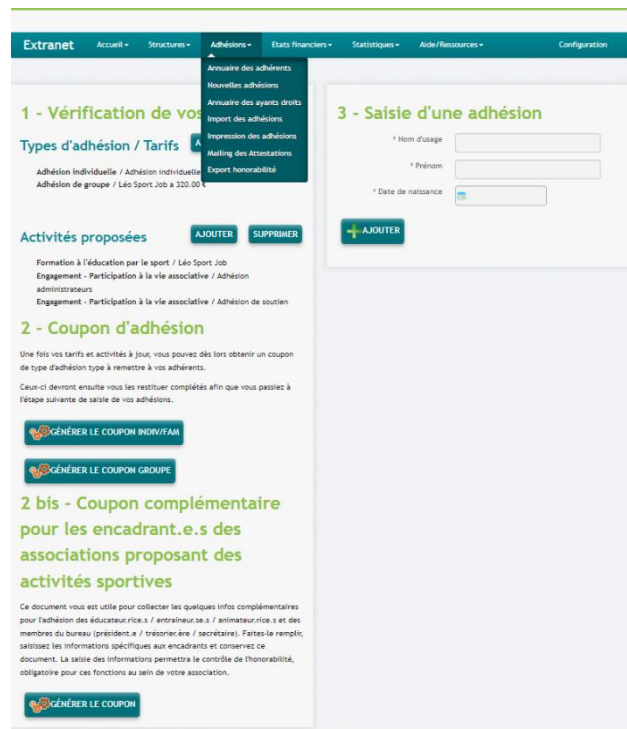 Extranet Accueil Structures Adhésions Etats financiers Statistiques Aide/Ressources Configuration
Annuaire des adhérents
Nouvelles adhésions
Annuaire des ayants droits
Import des adhésions
Impression des adhésions
Mailing des Attestations
Export honorabilité
1 - Vérification de vos
Types d'adhésion / Tarifs A
Adhésion individuelle / Adhésion individuelle
Adhésion de groupe / Léo Sport Job à 320.00 €
Activités proposées AJOUTER SUPPRIMER
Formation à l'éducation par le sport / Léo Sport Job
Engagement - Participation à la vie associative / Adhésion
administrateurs
Engagement - Participation à la vie associative / Adhésion de soutien
2 - Coupon d'adhésion
Une fois vos tarifs et activités à jour, vous pouvez dès lors obtenir un coupon
de type d'adhésion type à remettre à vos adhérents.
Ceux-ci devront ensuite vous les restituer complétés afin que vous passiez à
l'étape suivante de saisie de vos adhésions.
GÉNÉRER LE COUPON INDIV/FAM
GÉNÉRER LE COUPON GROUPE
2 bis - Coupon complémentaire
pour les encadrant.e.s des
associations proposant des
activités sportives
Ce document vous est utile pour collecter les quelques infos complémentaires
pour l'adhésion des éducateur.rice.s / entraineur.se.s / animateur.rice.s et des
membres du bureau (président.e / trésorier.ère / secrétaire). Faites-le remplir,
saisissez les informations spécifiques aux encadrants et conservez ce
document. La saisie des informations permettra le contrôle de l'honorabilité,
obligatoire pour ces fonctions au sein de votre association.
GÉNÉRER LE COUPON
3 - Saisie d'une adhésion
* Nom d'usage
* Prénom
* Date de naissance
AJOUTER